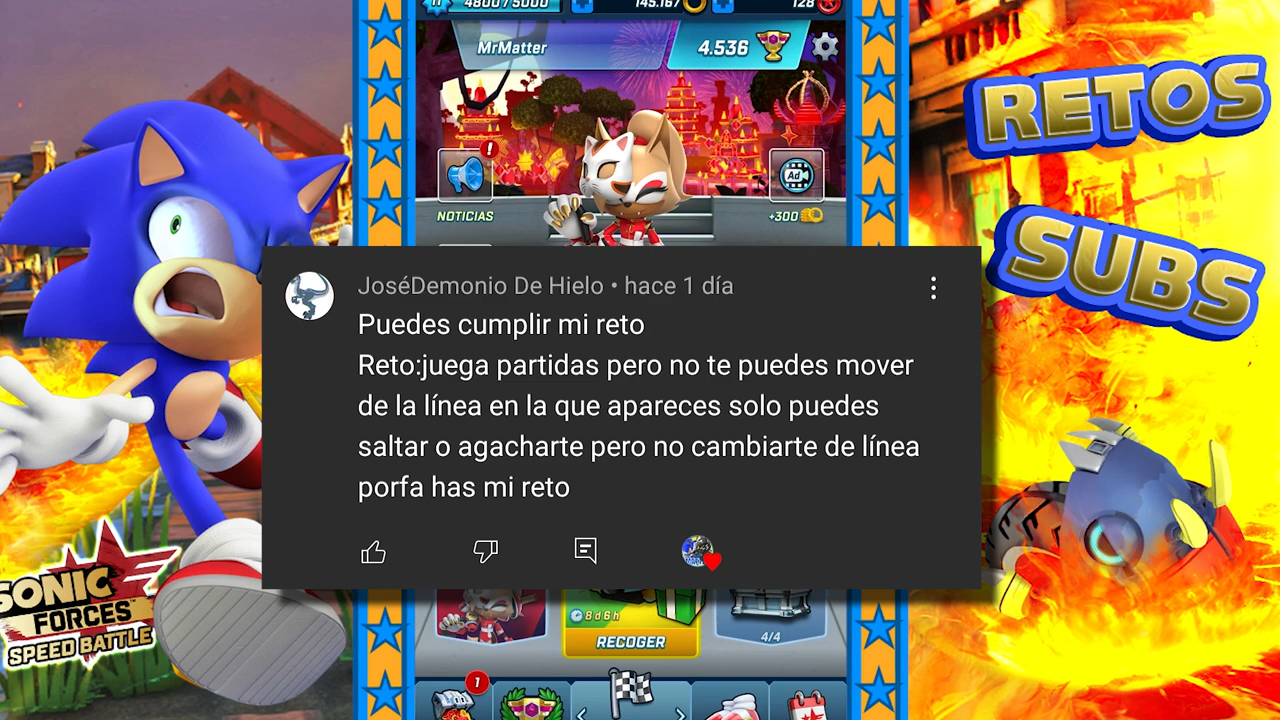 4800/5000
145.167
128
MrMatter
4.536
RETOS
SUBS
!
Ad
NOTICIAS
+300
JoséDemonio De Hielo • hace 1 día
Puedes cumplir mi reto
Reto:juega partidas pero no te puedes mover
de la línea en la que apareces solo puedes
saltar o agacharte pero no cambiarte de línea
porfa has mi reto
SONIC
FORCES
SPEED BATTLE
8d6h
RECOGER
4/4
1